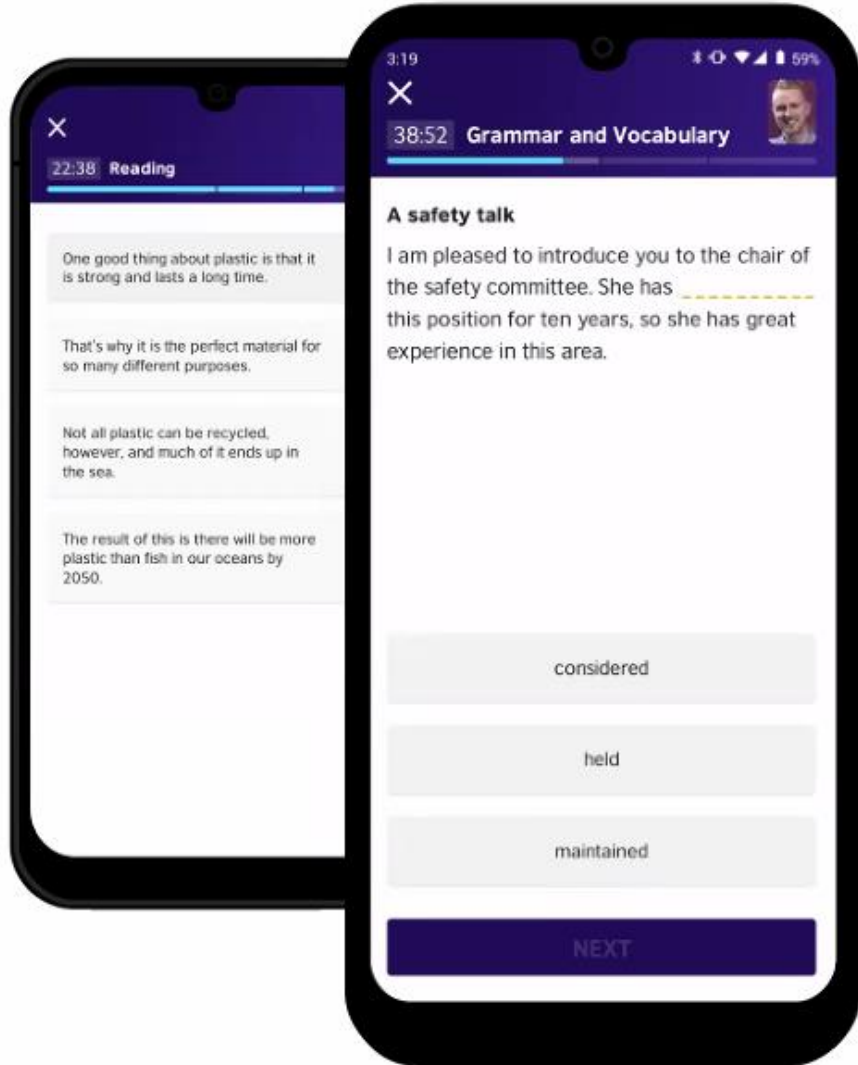 22:38 Reading
One good thing about plastic is that it
is strong and lasts a long time.
That's why it is the perfect material for
so many different purposes.
Not all plastic can be recycled,
however, and much of it ends up in
the sea.
The result of this is there will be more
plastic than fish in our oceans by
2050.
3:19 59%
38:52 Grammar and Vocabulary
A safety talk
I am pleased to introduce you to the chair of
the safety committee. She has
this position for ten years, so she has great
experience in this area.
considered
held
maintained
NEXT